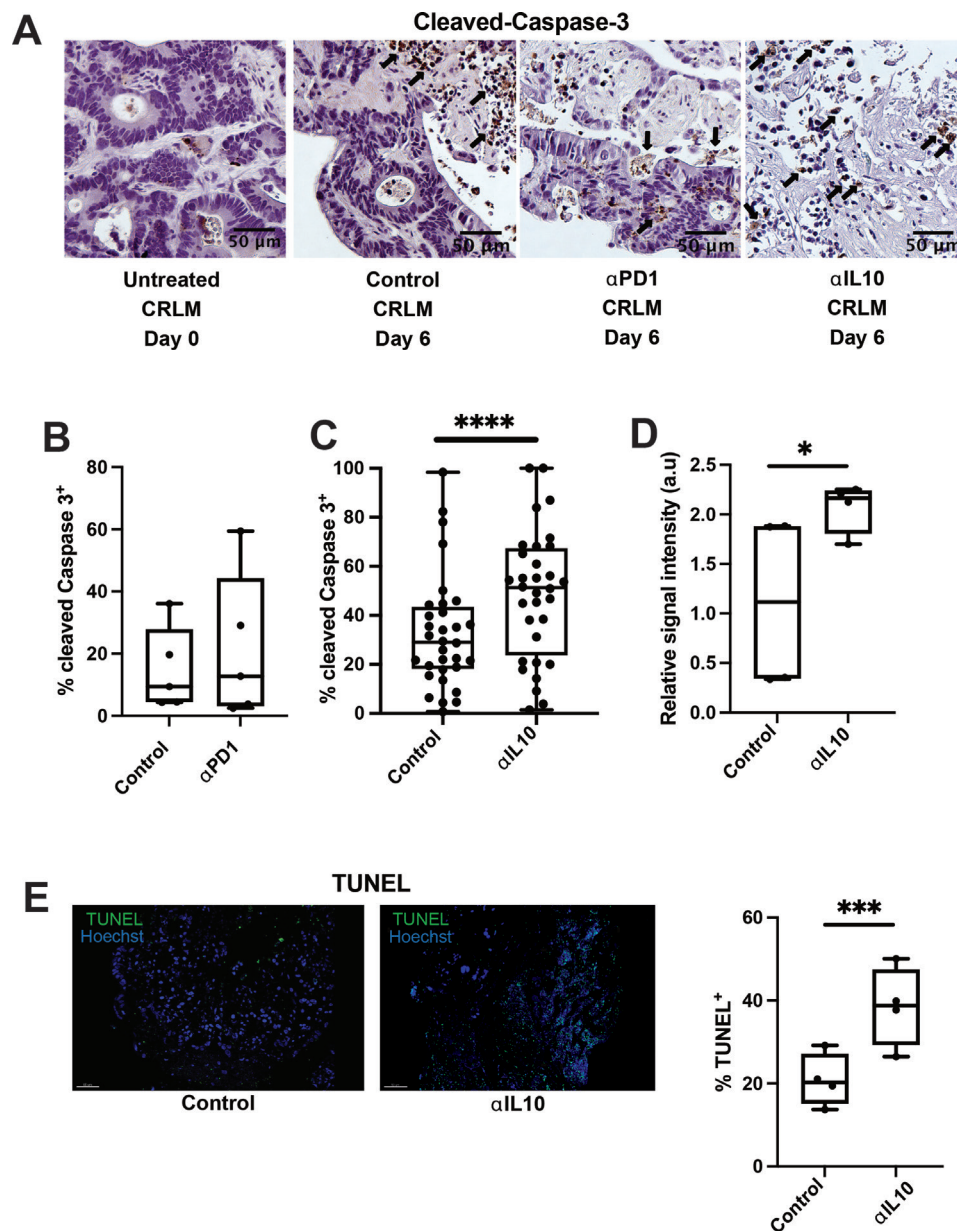 A
Cleaved-Caspase-3
50 µm
50 µm
50 µm
50 µm
Untreated
CRLM
Day 0
Control
CRLM
Day 6
αPD1
CRLM
Day 6
αIL10
CRLM
Day 6
B
% cleaved Caspase 3+
80
60
40
20
0
Control
αPD1
C
****
% cleaved Caspase 3+
100
80
60
40
20
0
Control
αIL10
D
*
Relative signal intensity (a.u)
2.5
2.0
1.5
1.0
0.5
0.0
Control
αIL10
E
TUNEL
TUNEL
Hoechst
TUNEL
Hoechst
Control
αIL10
***
% TUNEL+
60
40
20
0
Control
αIL10